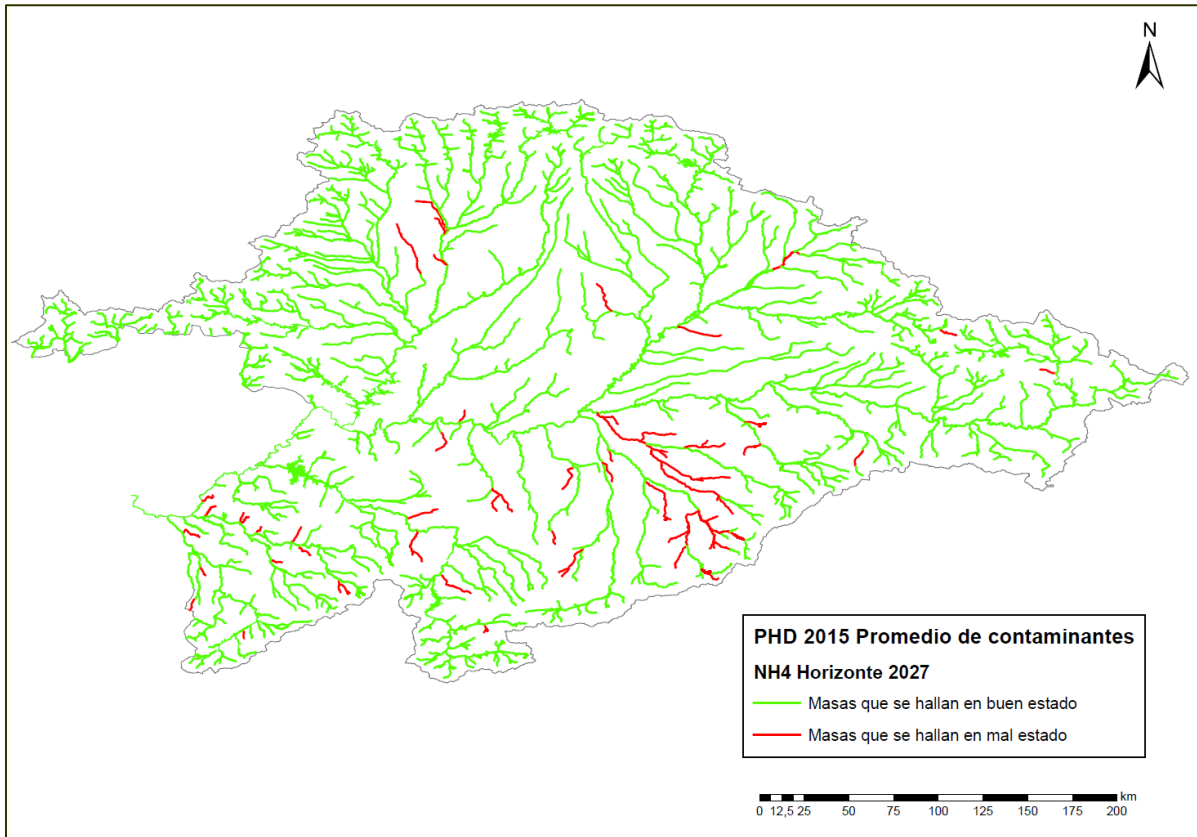 N
PHD 2015 Promedio de contaminantes
NH4 Horizonte 2027
Masas que se hallan en buen estado
Masas que se hallan en mal estado
km
0 12,5 25 50 75 100 125 150 175 200